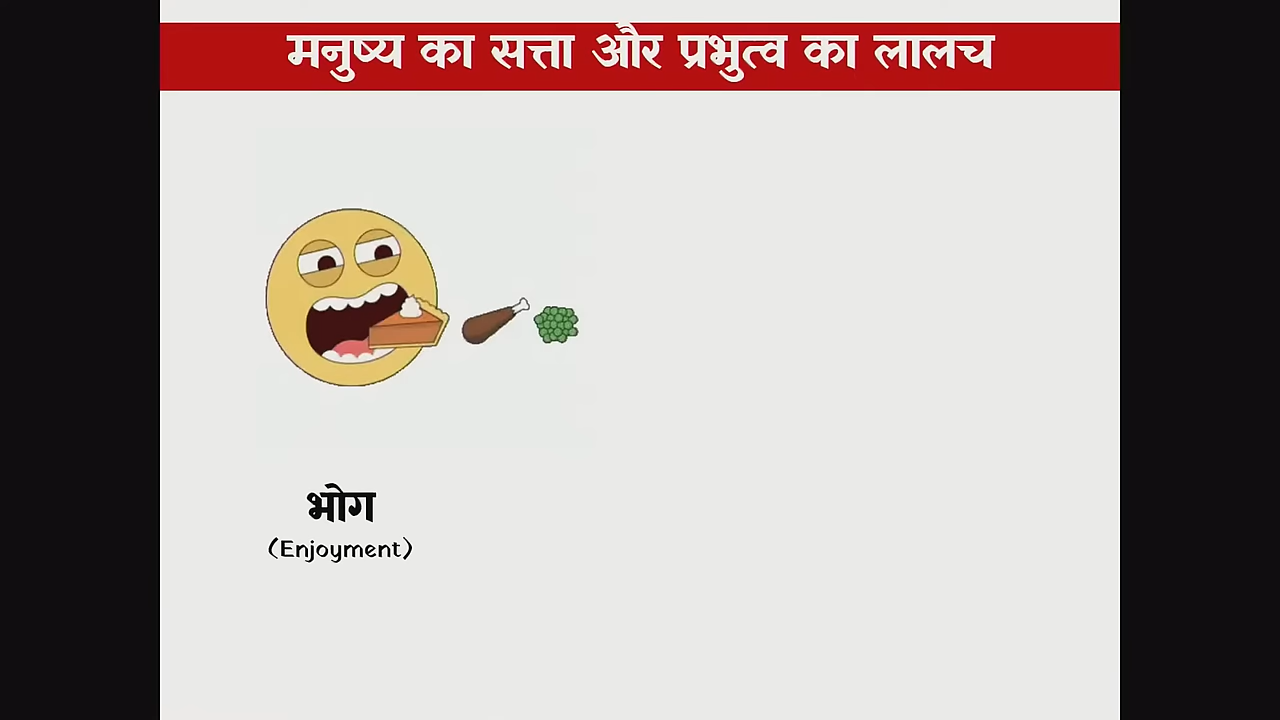 मनुष्य का सत्ता और प्रभुत्व का लालच
भोग
(Enjoyment)